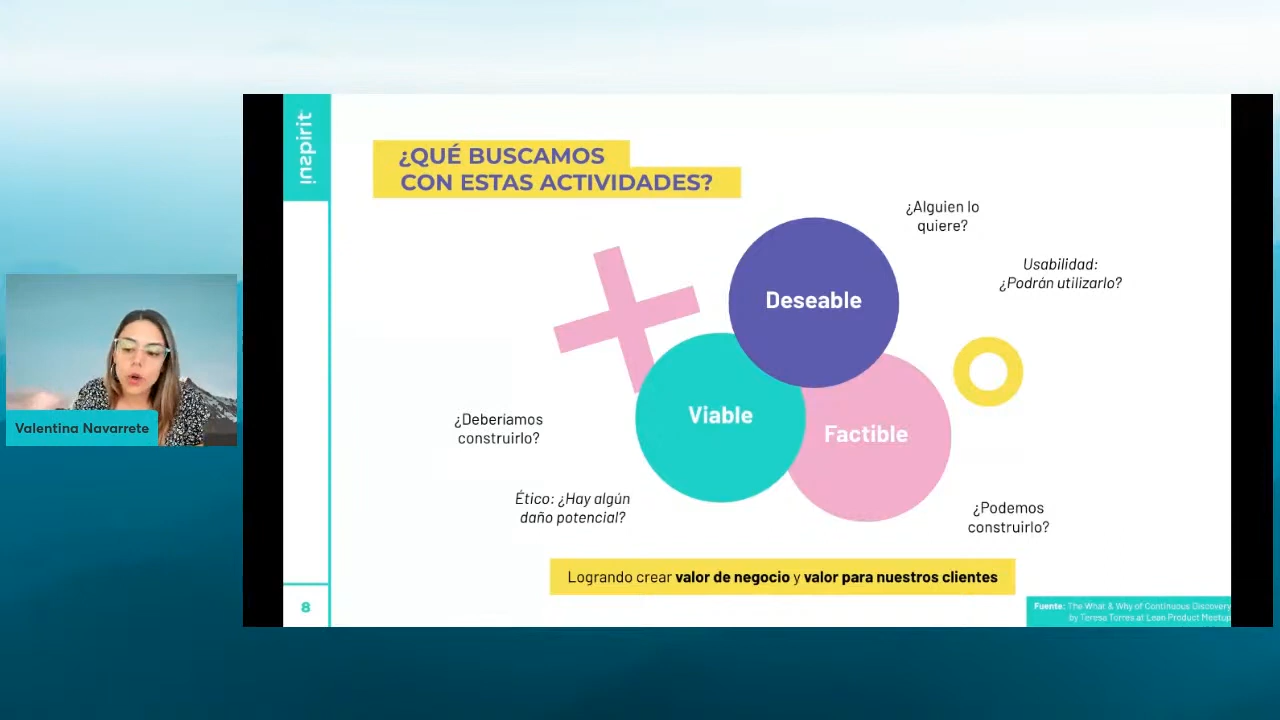 inspirit
¿QUÉ BUSCAMOS
CON ESTAS ACTIVIDADES?
¿Alguien lo
quiere?
Usabilidad:
¿Podrán utilizarlo?
Deseable
Viable
Factible
¿Deberíamos
construirlo?
Ético: ¿Hay algún
daño potencial?
¿Podemos
construirlo?
Logrando crear valor de negocio y valor para nuestros clientes
8
Fuente: The What & Why of Continuous Discovery
by Teresa Torres at Lean Product Meetup
Valentina Navarrete